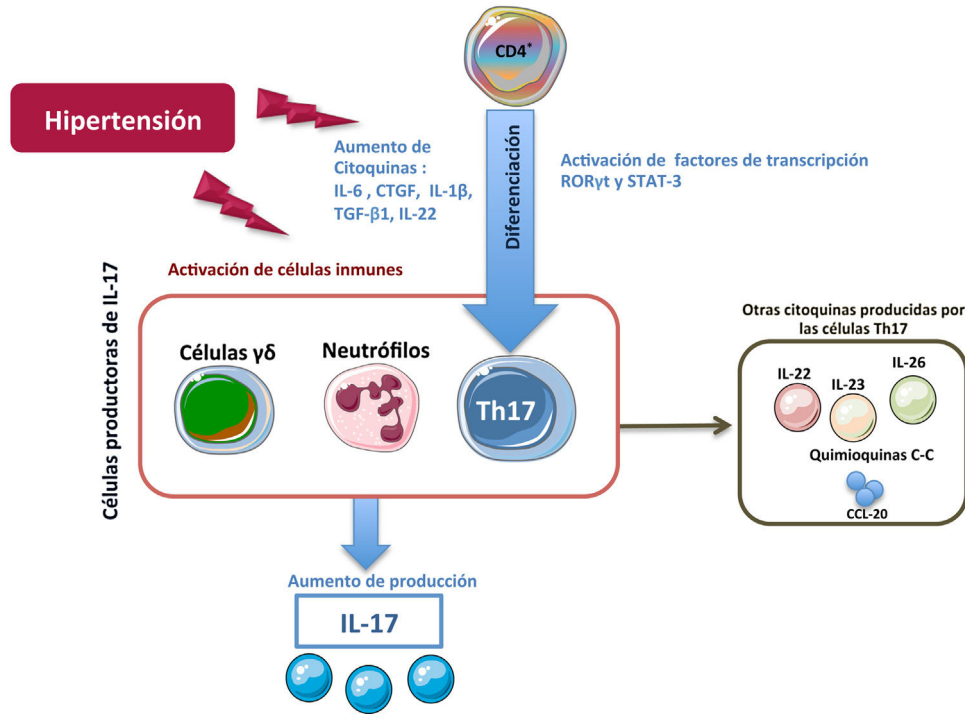 CD4+
Hipertensión
Aumento de
Citoquinas :
IL-6 , CTGF, IL-1β,
TGF-β1, IL-22
Diferenciación
Activación de factores de transcripción
RORγt y STAT-3
Activación de células inmunes
Células productoras de IL-17
Células γδ
Neutrófilos
Th17
Otras citoquinas producidas por
las células Th17
IL-22
IL-23
IL-26
Quimioquinas C-C
CCL-20
Aumento de producción
IL-17